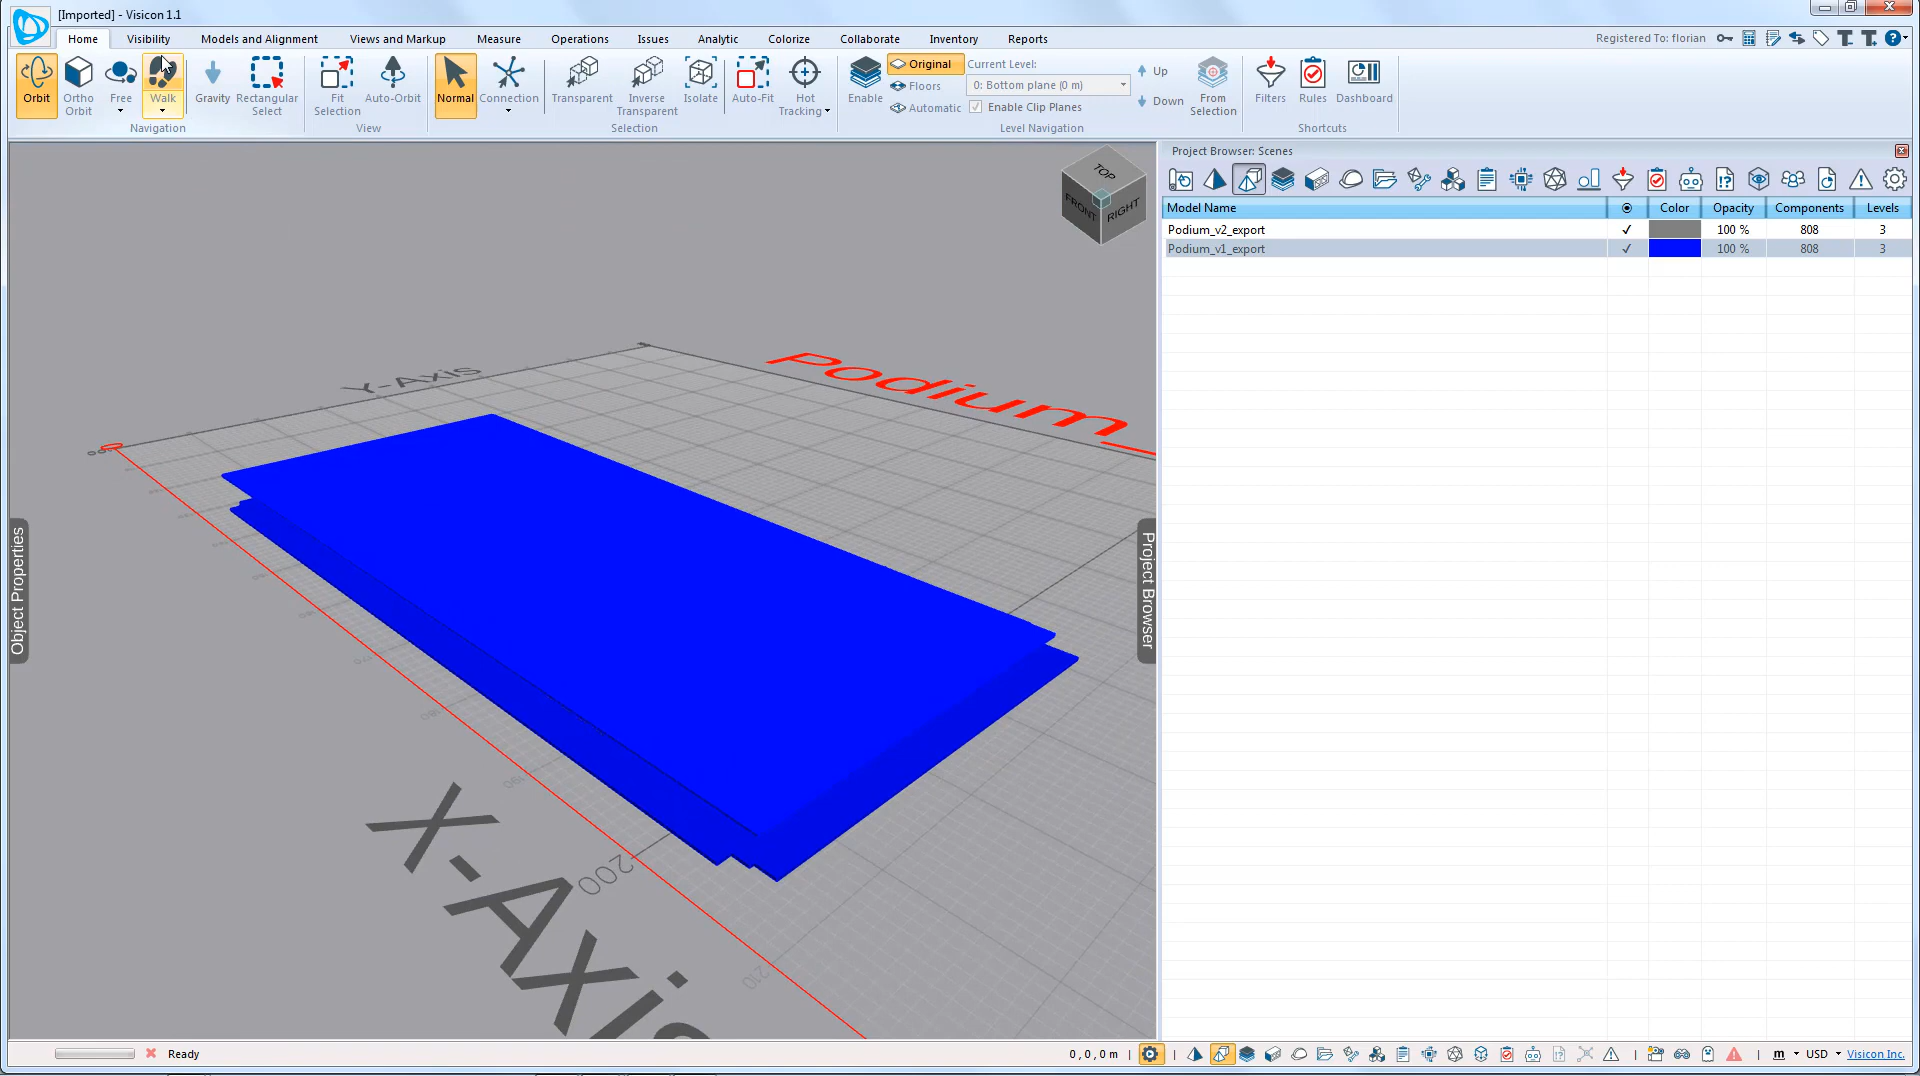 [Imported] - Visicon 1.1
Home Visibility Models and Alignment Views and Markup Measure Operations Issues Analytic Colorize Collaborate Inventory Reports
Registered To: florian
Orbit
Ortho
Orbit
Free
Walk
Gravity
Rectangular
Select
Navigation
Fit
Selection
Auto-Orbit
View
Normal
Connection
Transparent
Inverse
Transparent
Isolate
Auto-Fit
Hot
Tracking
Selection
Enable
Original
Floors
Automatic
Current Level:
0: Bottom plane (0 m)
Enable Clip Planes
Up
Down
From
Selection
Level Navigation
Filters
Rules
Dashboard
Shortcuts
TOP
FRONT
RIGHT
Y-Axis
Podium_
X-Axis
200
190
180
170
210
Object Properties
Project Browser
Project Browser: Scenes
Model Name Color Opacity Components Levels
Podium_v2_export 100 % 808 3
Podium_v1_export 100 % 808 3
Ready
0 , 0 , 0 m
m
USD
Visicon Inc.